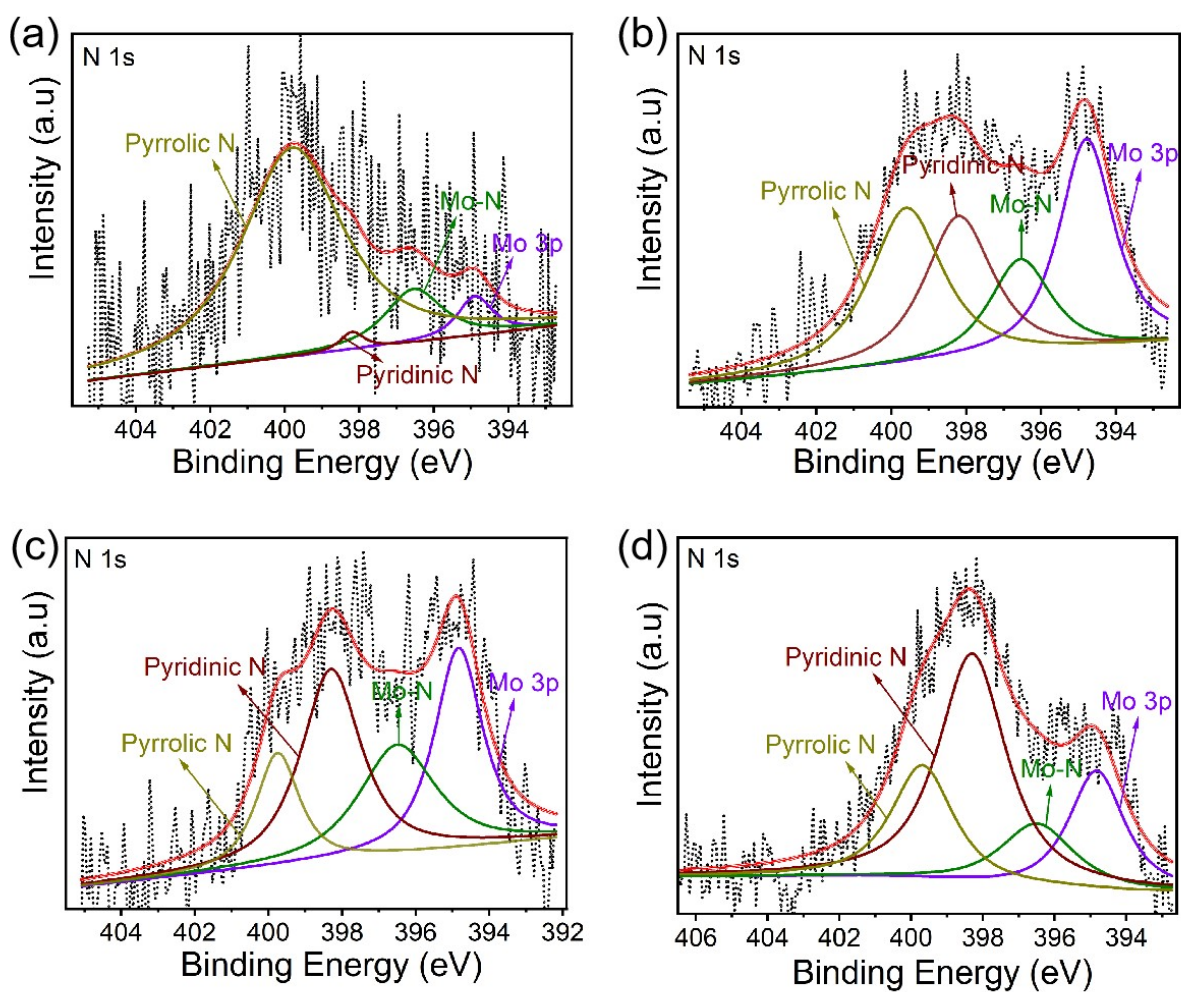 (a)
N 1s
Pyrrolic N
Mo-N
Mo 3p
Pyridinic N
Intensity (a.u)
404 402 400 398 396 394
Binding Energy (eV)
(b)
N 1s
Pyrrolic N
Pyridinic N
Mo-N
Mo 3p
Intensity (a.u)
404 402 400 398 396 394
Binding Energy (eV)
(c)
N 1s
Pyridinic N
Mo-N
Mo 3p
Pyrrolic N
Intensity (a.u)
404 402 400 398 396 394 392
Binding Energy (eV)
(d)
N 1s
Pyridinic N
Mo 3p
Pyrrolic N
Mo-N
Intensity (a.u)
406 404 402 400 398 396 394
Binding Energy (eV)